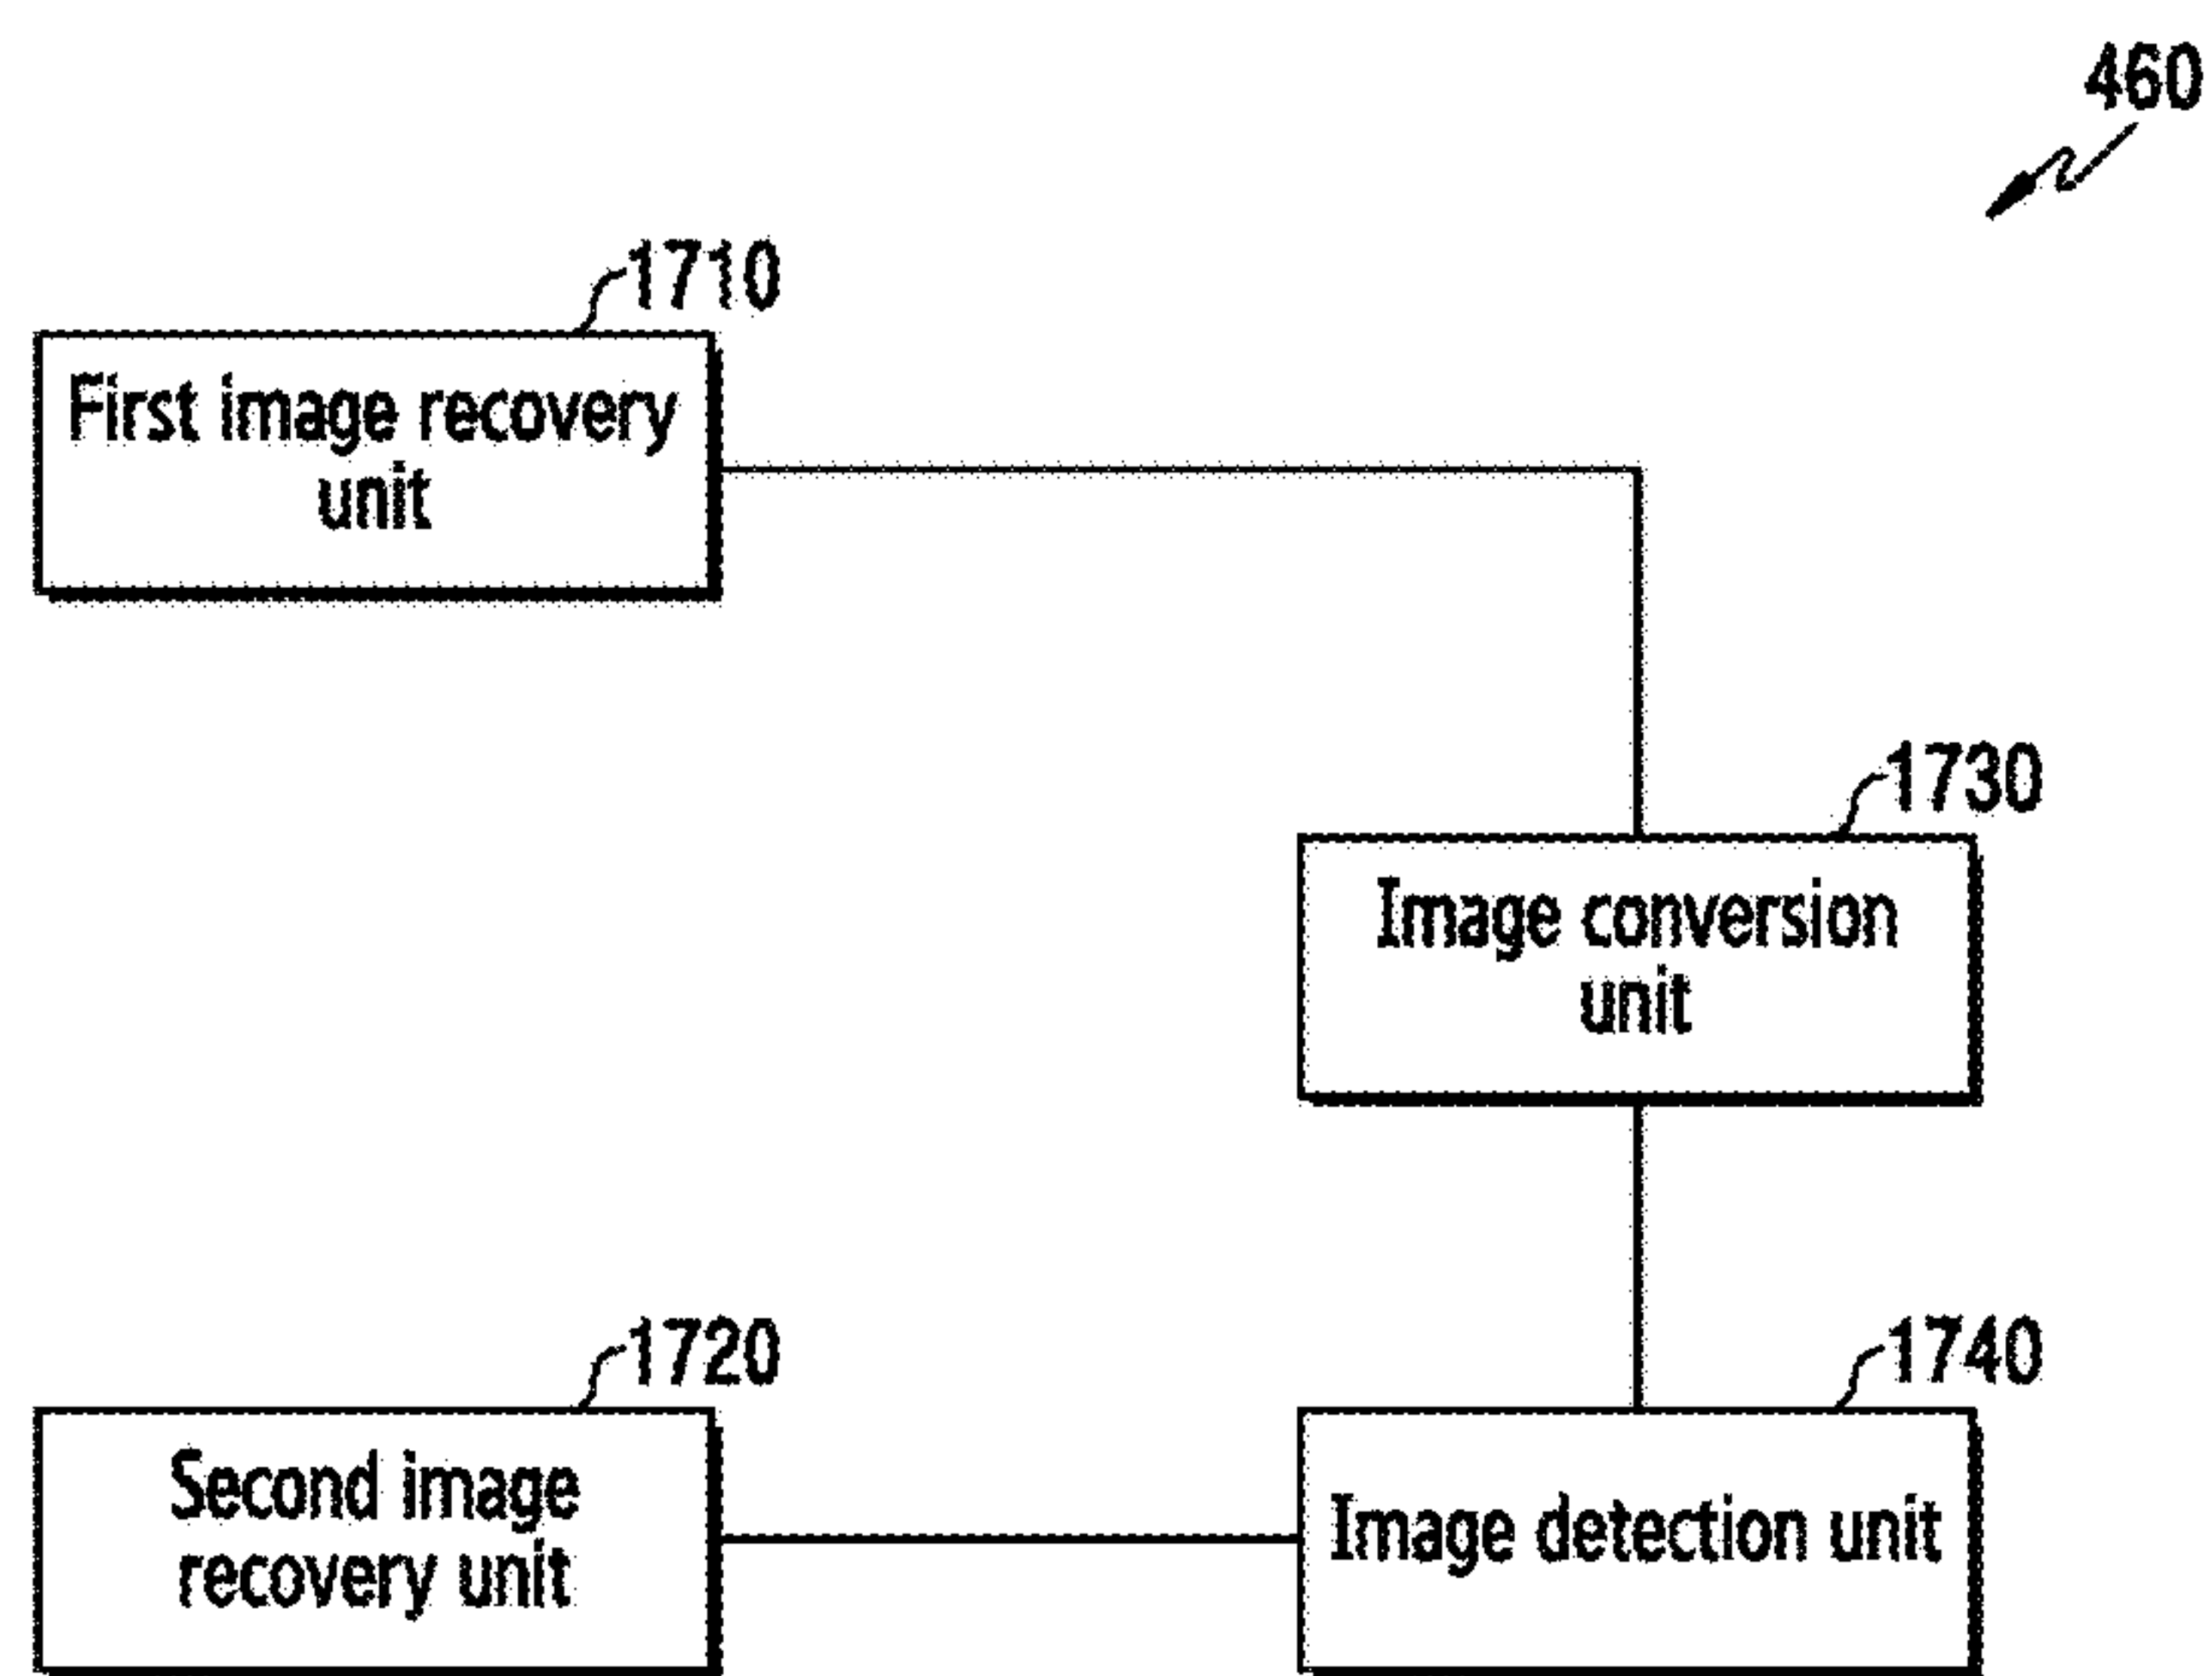 460
1710
First image recovery
unit
1730
Image conversion
unit
1720
Second image
recovery unit
1740
Image detection unit